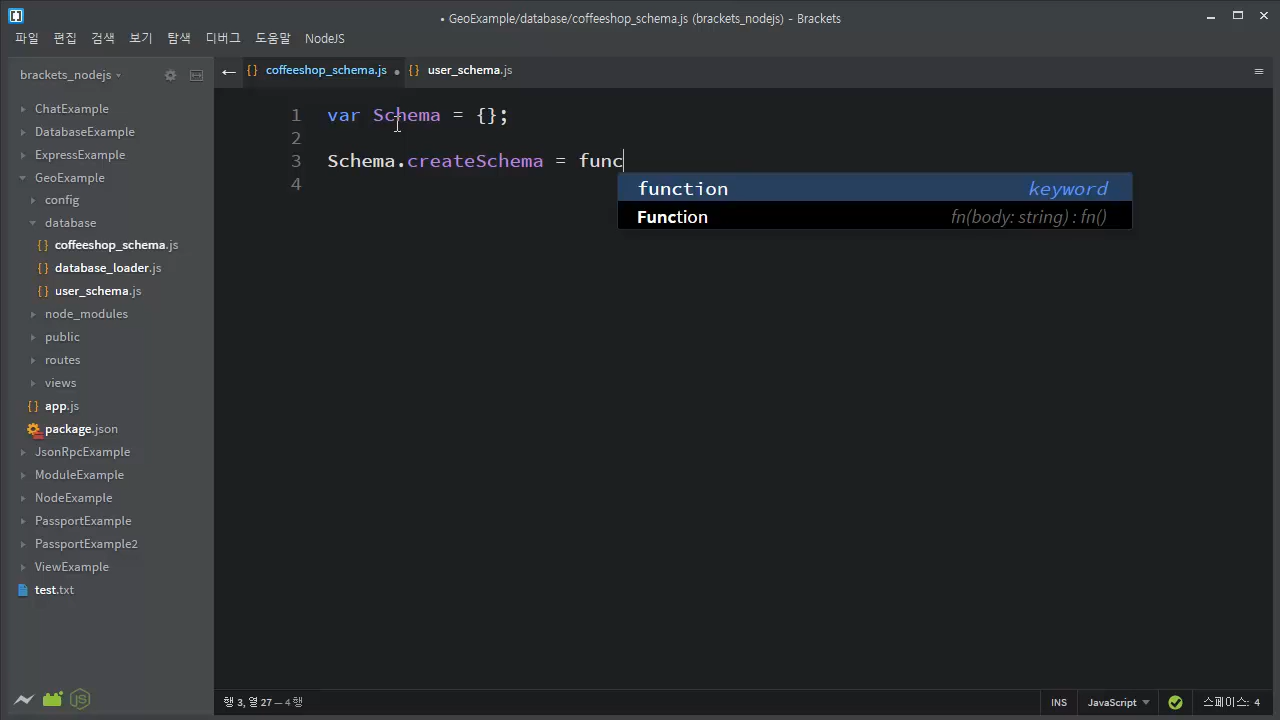 • GeoExample/database/coffeeshop_schema.js (brackets_nodejs) - Brackets
파일 편집 검색 보기 탐색 디버그 도움말 NodeJS
brackets_nodejs
coffeeshop_schema.js • user_schema.js
ChatExample
DatabaseExample
ExpressExample
GeoExample
config
database
coffeeshop_schema.js
database_loader.js
user_schema.js
node_modules
public
routes
views
app.js
package.json
JsonRpcExample
ModuleExample
NodeExample
PassportExample
PassportExample2
ViewExample
test.txt
1 var Schema = {};
2
3 Schema.createSchema = func
4
function keyword
Function fn(body: string) : fn()
행 3, 열 27 — 4 행
INS JavaScript 스페이스: 4